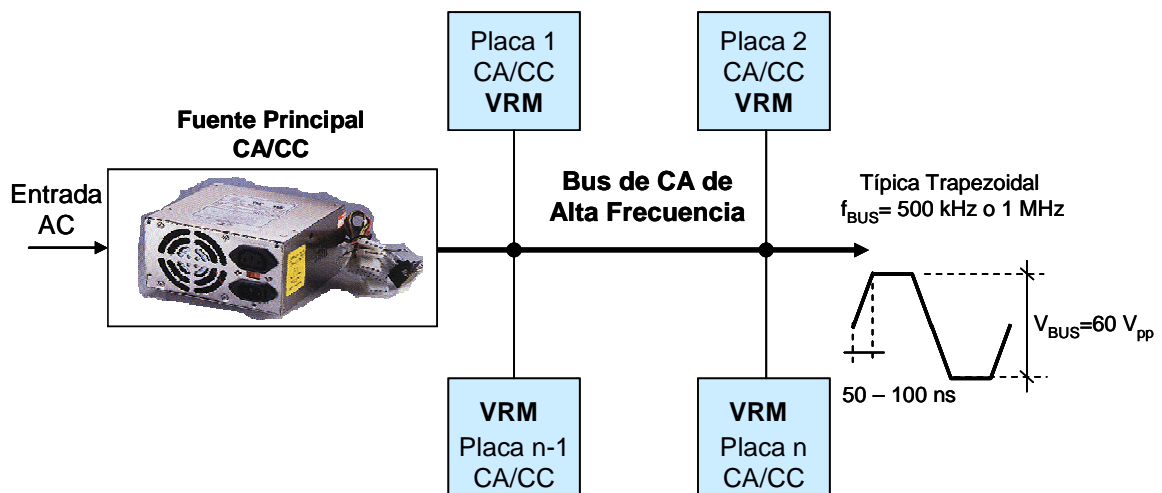 Placa 1
CA/CC
VRM
Placa 2
CA/CC
VRM
Fuente Principal
CA/CC
Entrada
AC
Bus de CA de
Alta Frecuencia
Típica Trapezoidal
fBUS= 500 kHz o 1 MHz
VBUS=60 Vpp
50 – 100 ns
VRM
Placa n-1
CA/CC
VRM
Placa n
CA/CC